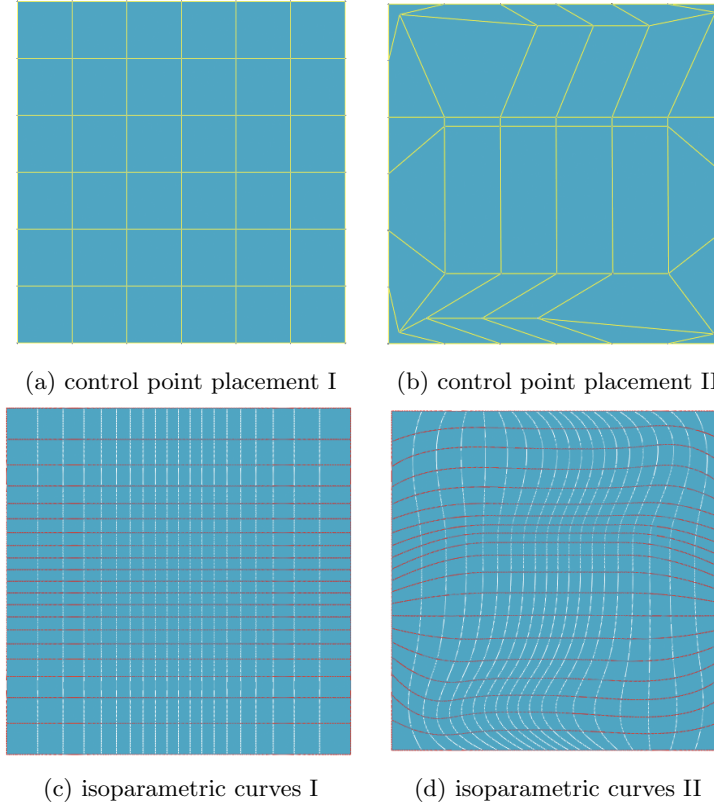 (a) control point placement I
(b) control point placement II
(c) isoparametric curves I
(d) isoparametric curves II